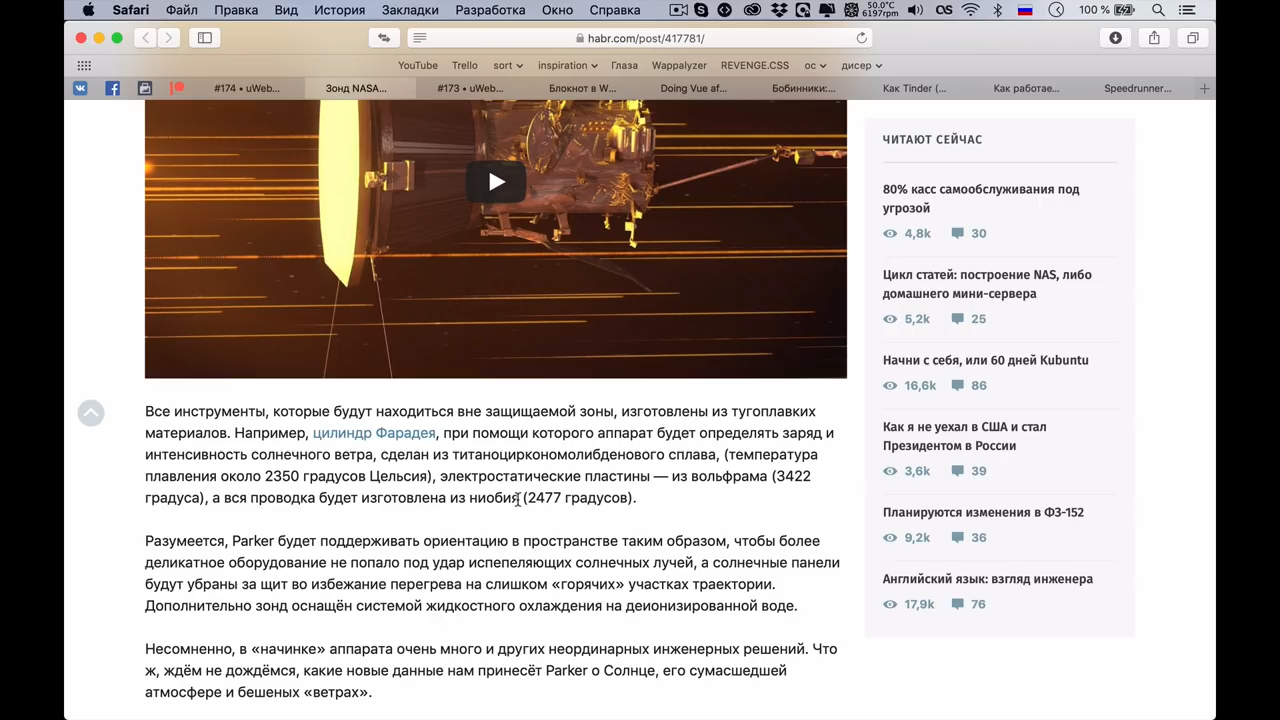 Safari Файл Правка Вид История Закладки Разработка Окно Справка 50.0°C 6197rpm 100 %
habr.com/post/417781/
YouTube Trello sort inspiration Глаза Wappalyzer REVENGE.CSS ос дисер
#174 • uWeb... Зонд NASA... #173 • uWeb... Блокнот в W... Doing Vue af... Бобинники:... Как Tinder (... Как работае... Speedrunner...
ЧИТАЮТ СЕЙЧАС
80% касс самообслуживания под
угрозой
4,8k 30
Цикл статей: построение NAS, либо
домашнего мини-сервера
5,2k 25
Начни с себя, или 60 дней Kubuntu
16,6k 86
Как я не уехал в США и стал
Президентом в России
3,6k 39
Планируются изменения в ФЗ-152
9,2k 36
Английский язык: взгляд инженера
17,9k 76
Все инструменты, которые будут находиться вне защищаемой зоны, изготовлены из тугоплавких
материалов. Например, цилиндр Фарадея, при помощи которого аппарат будет определять заряд и
интенсивность солнечного ветра, сделан из титаноциркономолибденового сплава, (температура
плавления около 2350 градусов Цельсия), электростатические пластины — из вольфрама (3422
градуса), а вся проводка будет изготовлена из ниобия (2477 градусов).
Разумеется, Parker будет поддерживать ориентацию в пространстве таким образом, чтобы более
деликатное оборудование не попало под удар испепеляющих солнечных лучей, а солнечные панели
будут убраны за щит во избежание перегрева на слишком «горячих» участках траектории.
Дополнительно зонд оснащён системой жидкостного охлаждения на деионизированной воде.
Несомненно, в «начинке» аппарата очень много и других неординарных инженерных решений. Что
ж, ждём не дождёмся, какие новые данные нам принесёт Parker о Солнце, его сумасшедшей
атмосфере и бешеных «ветрах».